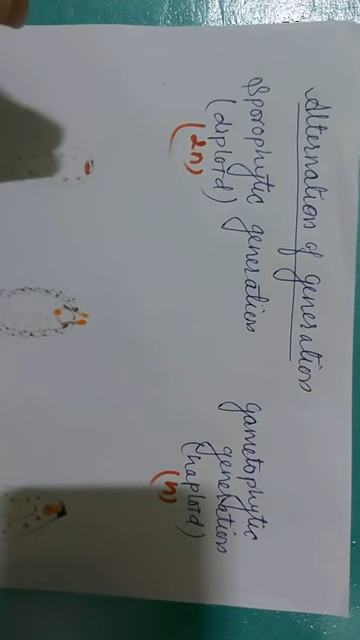 Alternation of generation
Sporophytic generation
(diploid)
(2n)
gametophytic
generation
(haploid)
(n)